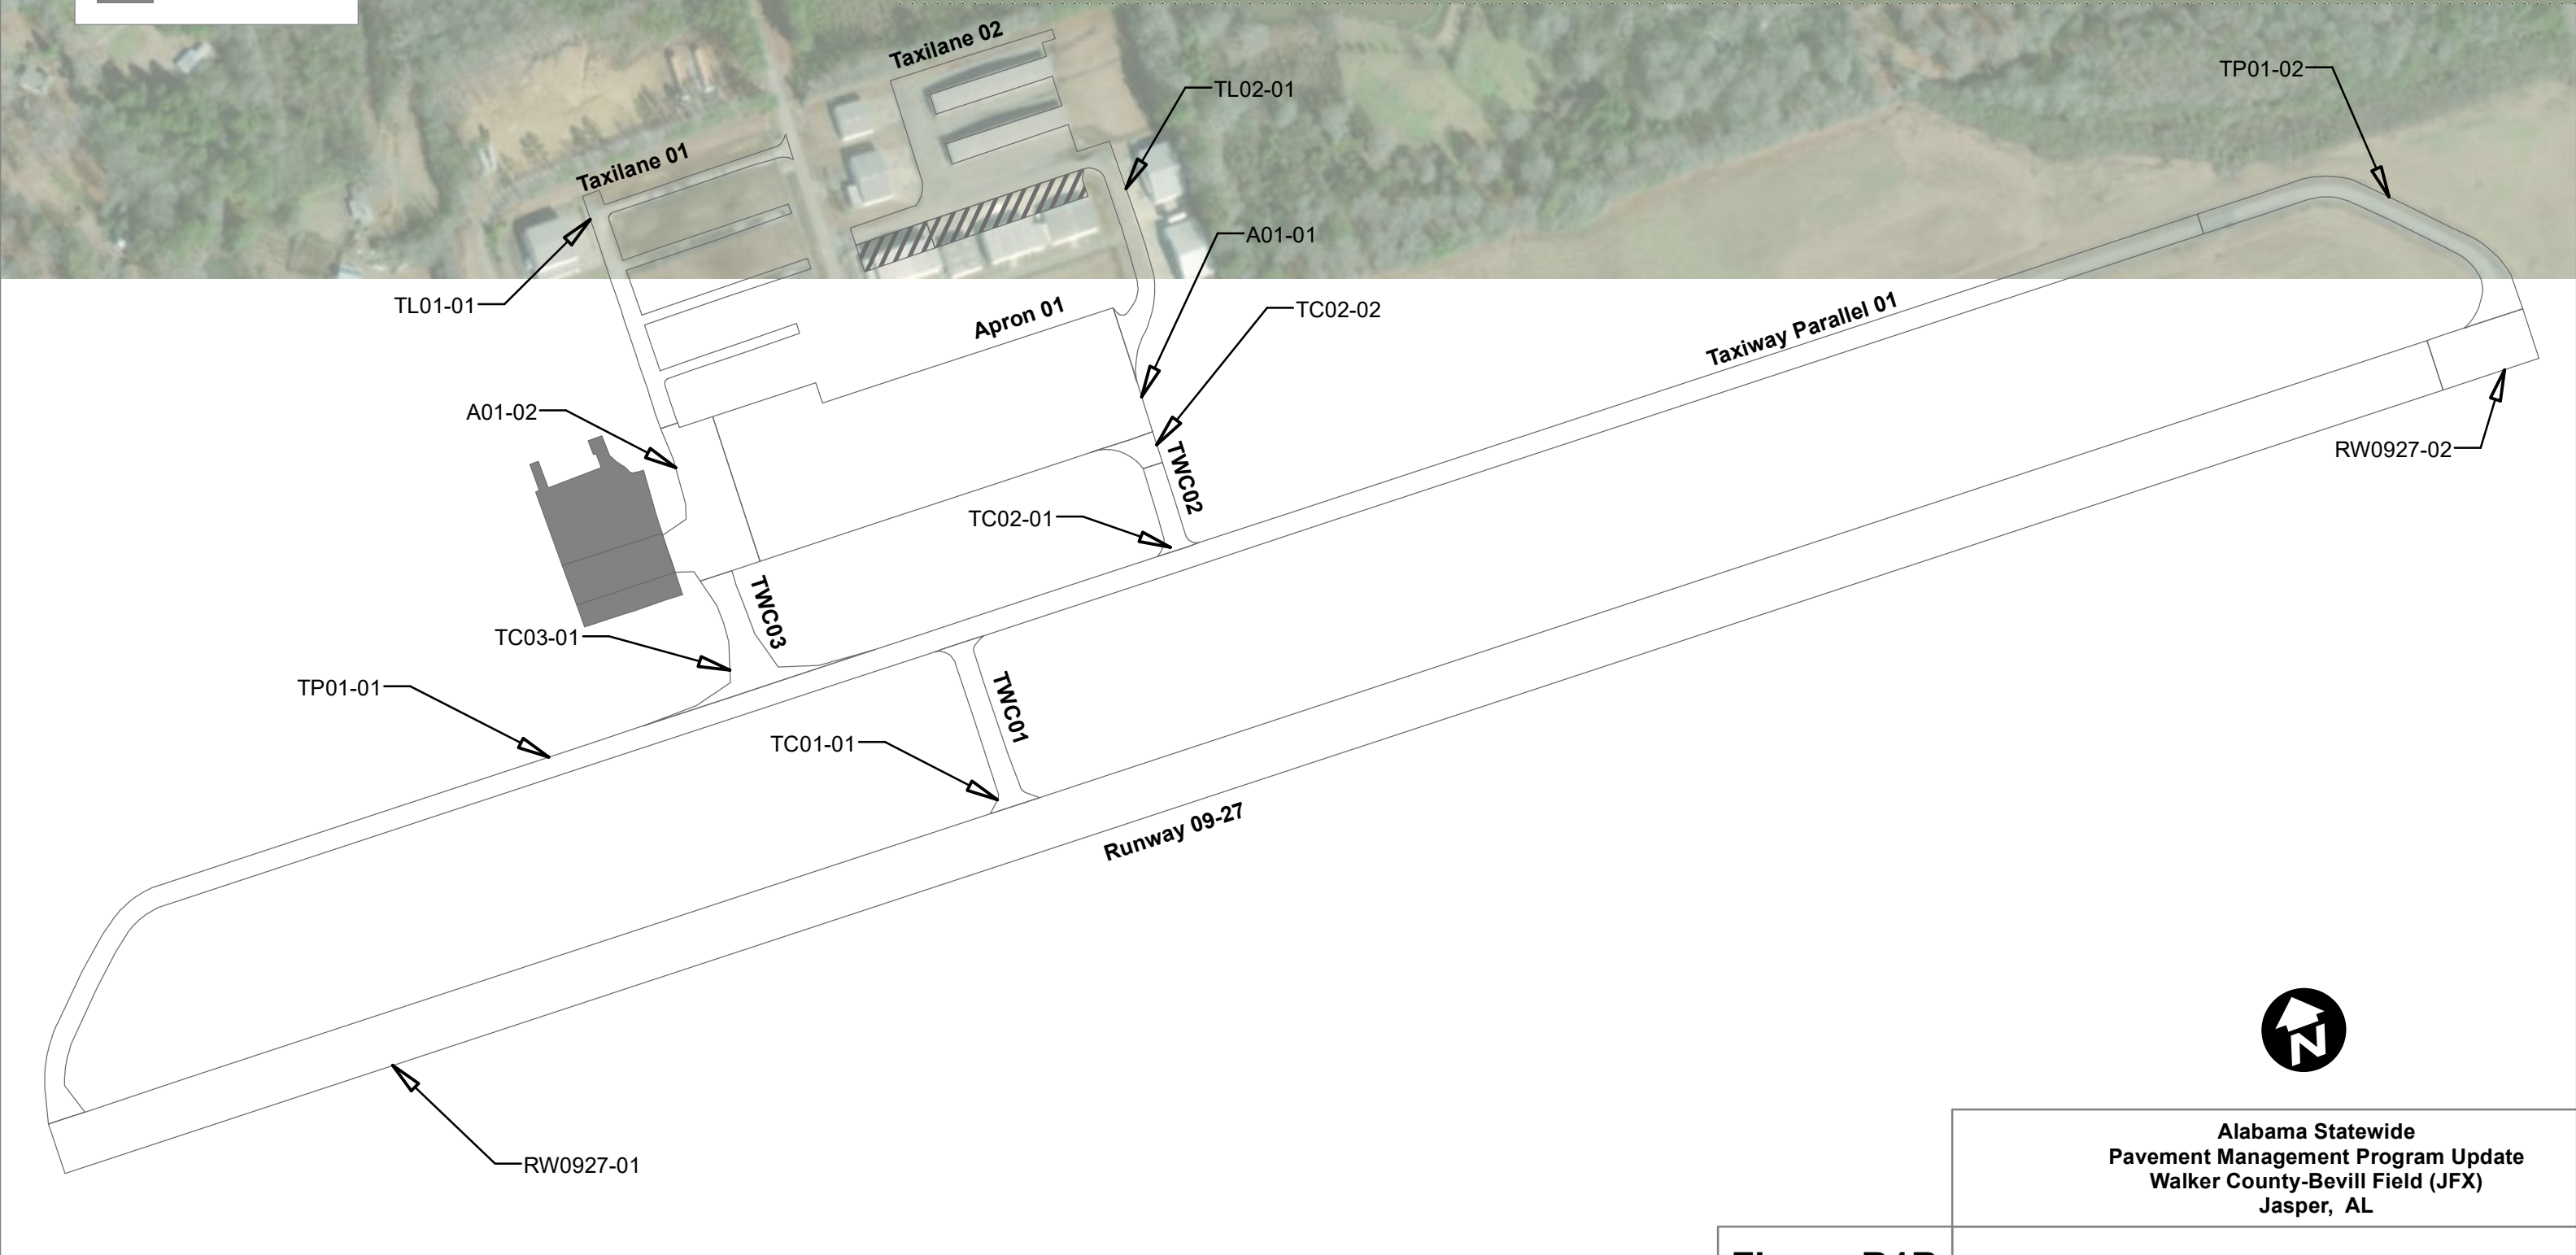 Taxilane 02
TP01-02
TL02-01
Taxilane 01
A01-01
TL01-01
Apron 01
TC02-02
Taxiway Parallel 01
A01-02
RW0927-02
TWC02
TC02-01
TWC03
TC03-01
TP01-01
TWC01
TC01-01
Runway 09-27
N
RW0927-01
Alabama Statewide
Pavement Management Program Update
Walker County-Bevill Field (JFX)
Jasper, AL